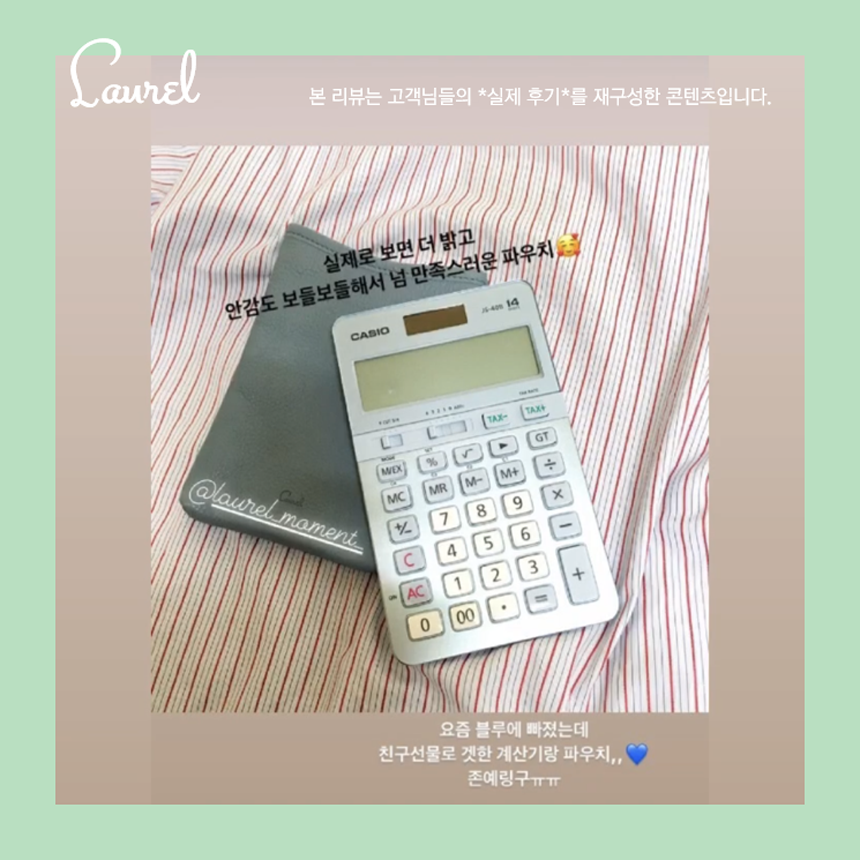 Laurel
본 리뷰는 고객님들의 *실제 후기*를 재구성한 콘텐츠입니다.
실제로 보면 더 밝고
안감도 보들보들해서 넘 만족스러운 파우치🥰
CASIO
JS-40B 14
TAX- TAX+
M/EX % √ ▶ GT
MC MR M- M+ ÷
+/- 7 8 9 ×
C 4 5 6 −
AC 1 2 3 +
0 00 · =
Laurel
@laurel_moment_
요즘 블루에 빠졌는데
친구선물로 겟한 계산기랑 파우치,,💙
존예링구ㅠㅠ